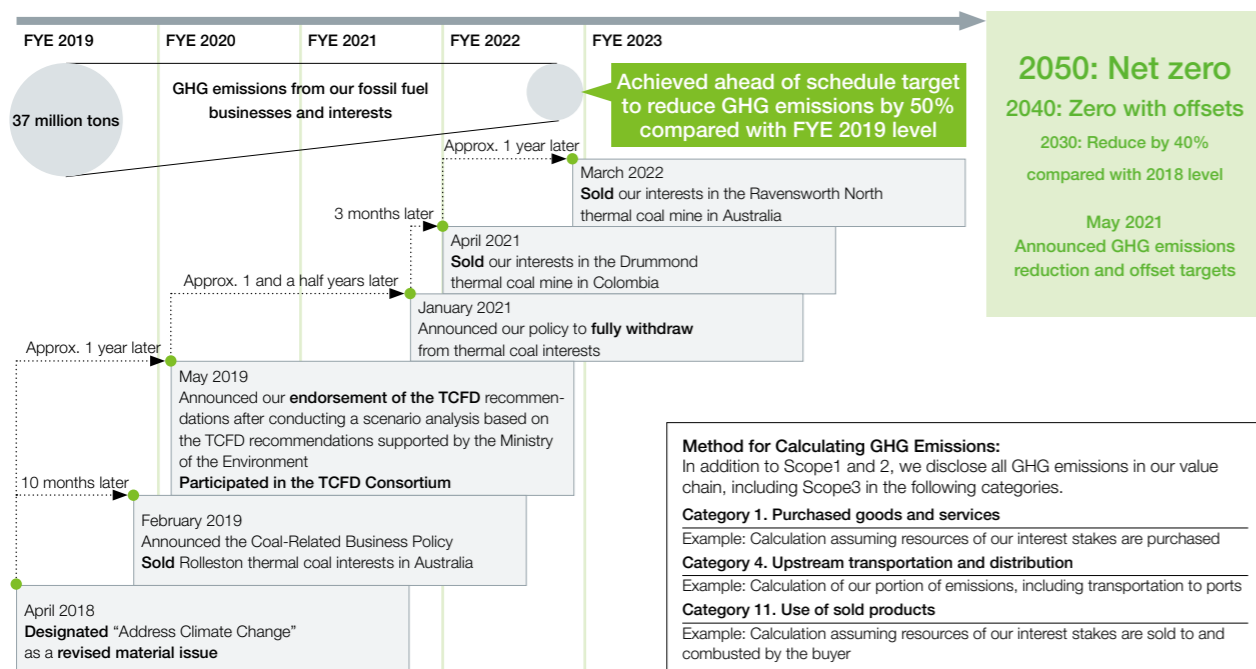 FYE 2019
FYE 2020
FYE 2021
FYE 2022
FYE 2023
37 million tons
GHG emissions from our fossil fuel
businesses and interests
Achieved ahead of schedule target
to reduce GHG emissions by 50%
compared with FYE 2019 level
2050: Net zero
2040: Zero with offsets
2030: Reduce by 40%
compared with 2018 level
May 2021
Announced GHG emissions
reduction and offset targets
Approx. 1 year later
March 2022
Sold our interests in the Ravensworth North
thermal coal mine in Australia
3 months later
April 2021
Sold our interests in the Drummond
thermal coal mine in Colombia
Approx. 1 and a half years later
January 2021
Announced our policy to fully withdraw
from thermal coal interests
Approx. 1 year later
May 2019
Announced our endorsement of the TCFD recommen-
dations after conducting a scenario analysis based on
the TCFD recommendations supported by the Ministry
of the Environment
Participated in the TCFD Consortium
10 months later
February 2019
Announced the Coal-Related Business Policy
Sold Rolleston thermal coal interests in Australia
April 2018
Designated “Address Climate Change”
as a revised material issue
Method for Calculating GHG Emissions:
In addition to Scope1 and 2, we disclose all GHG emissions in our value
chain, including Scope3 in the following categories.
Category 1. Purchased goods and services
Example: Calculation assuming resources of our interest stakes are purchased
Category 4. Upstream transportation and distribution
Example: Calculation of our portion of emissions, including transportation to ports
Category 11. Use of sold products
Example: Calculation assuming resources of our interest stakes are sold to and
combusted by the buyer